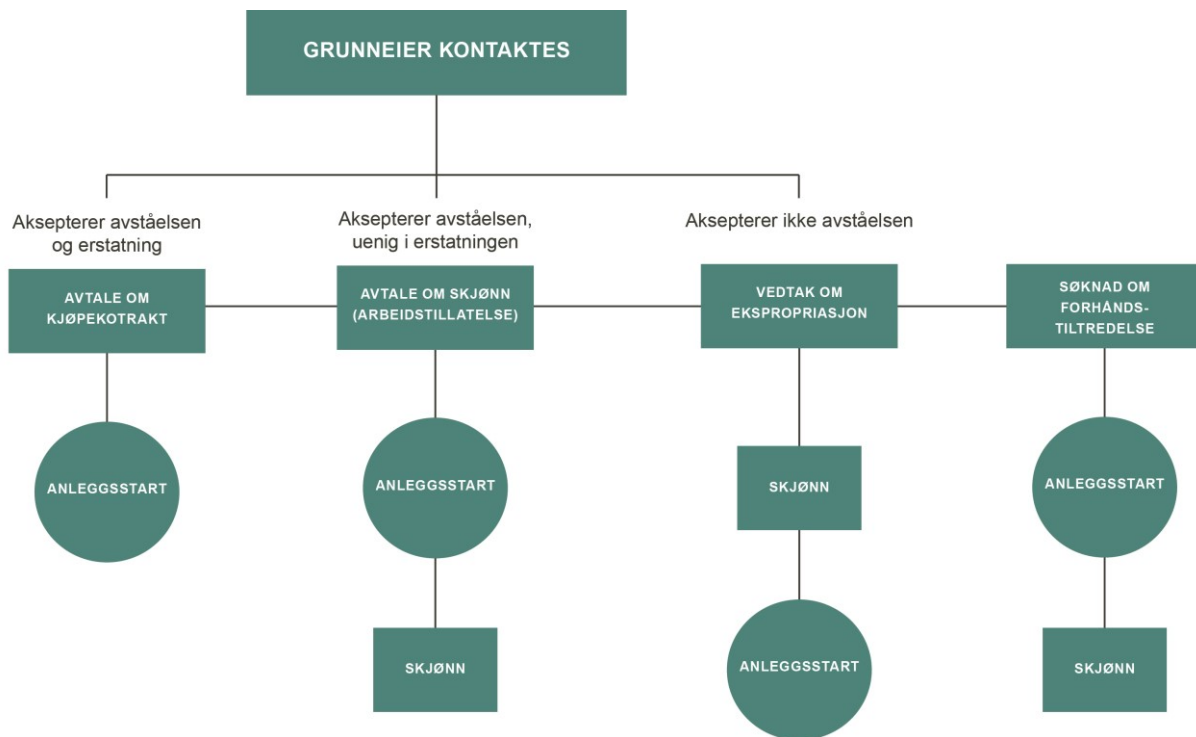 GRUNNEIER KONTAKTES
Aksepterer avståelsen
og erstatning
Aksepterer avståelsen,
uenig i erstatningen
Aksepterer ikke avståelsen
AVTALE OM
KJØPEKOTRAKT
AVTALE OM SKJØNN
(ARBEIDSTILLATELSE)
VEDTAK OM
EKSPROPRIASJON
SØKNAD OM
FORHÅNDS-
TILTREDELSE
ANLEGGSSTART
ANLEGGSSTART
SKJØNN
ANLEGGSSTART
SKJØNN
ANLEGGSSTART
SKJØNN